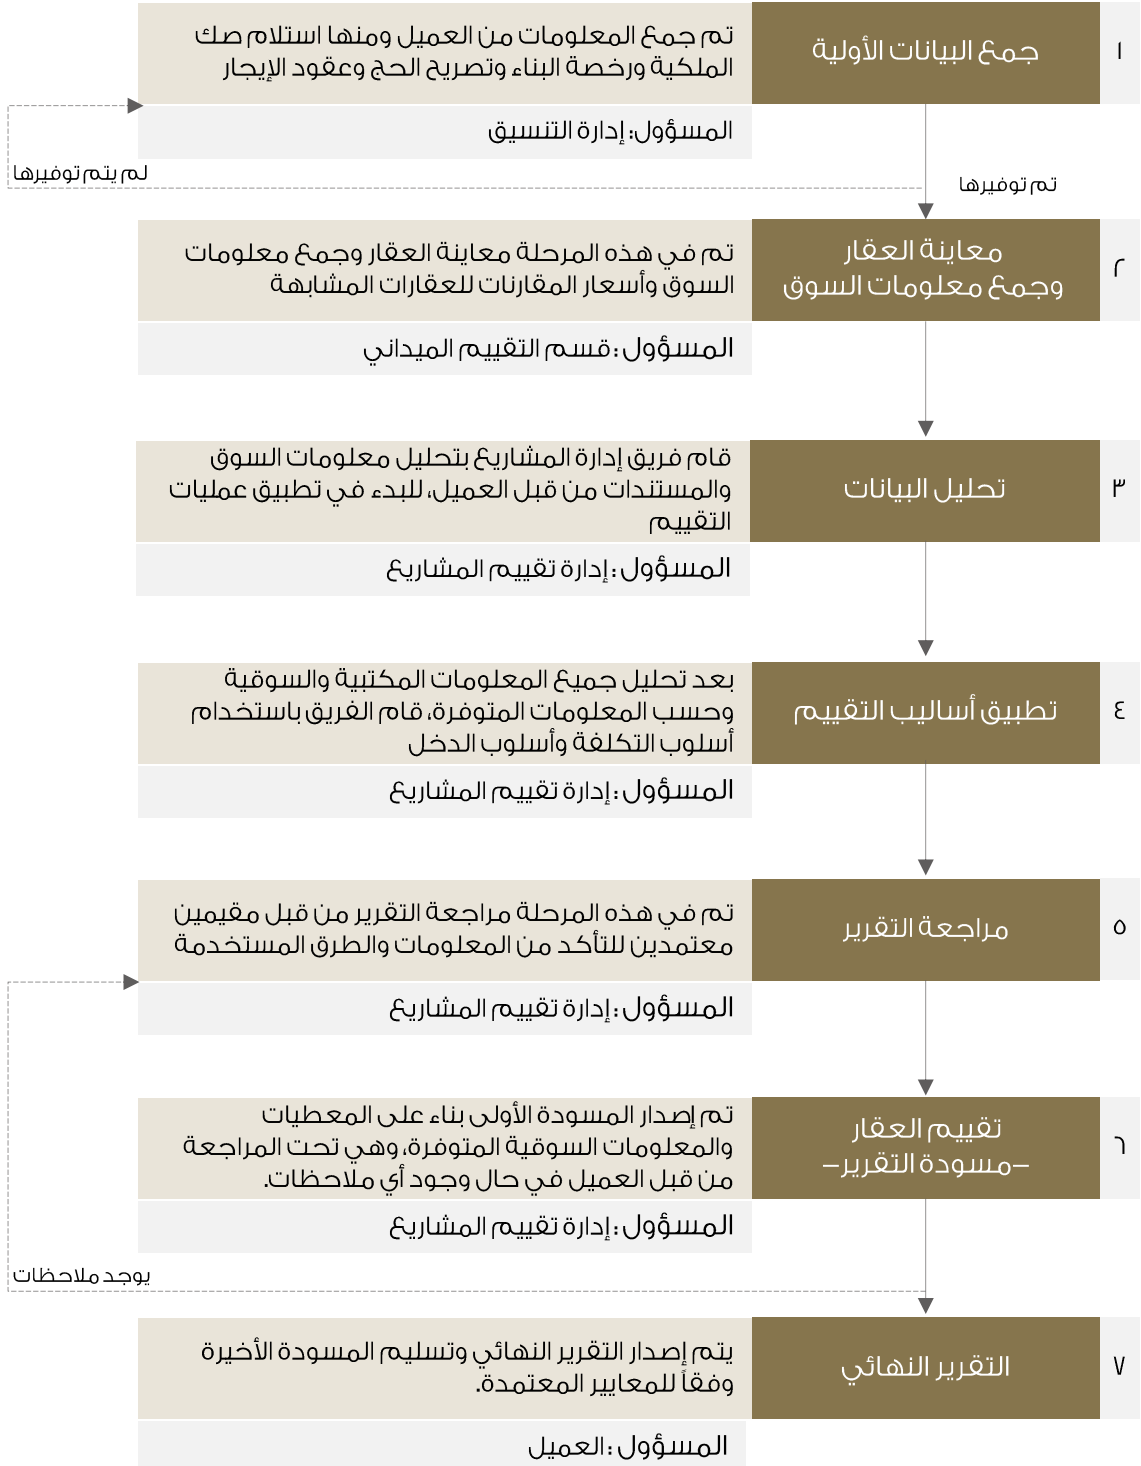 ١
جمع البيانات الأولية
تم جمع المعلومات من العميل ومنها استلام صك
الملكية ورخصة البناء وتصريح الحج وعقود الإيجار
المسؤول: إدارة التنسيق
لم يتم توفيرها
تم توفيرها
٢
معاينة العقار
وجمع معلومات السوق
تم في هذه المرحلة معاينة العقار وجمع معلومات
السوق وأسعار المقارنات للعقارات المشابهة
المسؤول: قسم التقييم الميداني
٣
تحليل البيانات
قام فريق إدارة المشاريع بتحليل معلومات السوق
والمستندات من قبل العميل، للبدء في تطبيق عمليات
التقييم
المسؤول: إدارة تقييم المشاريع
٤
تطبيق أساليب التقييم
بعد تحليل جميع المعلومات المكتبية والسوقية
وحسب المعلومات المتوفرة، قام الفريق باستخدام
أسلوب التكلفة وأسلوب الدخل
المسؤول: إدارة تقييم المشاريع
٥
مراجعة التقرير
تم في هذه المرحلة مراجعة التقرير من قبل مقيمين
معتمدين للتأكد من المعلومات والطرق المستخدمة
المسؤول: إدارة تقييم المشاريع
٦
تقييم العقار
–مسودة التقرير–
تم إصدار المسودة الأولى بناء على المعطيات
والمعلومات السوقية المتوفرة، وهي تحت المراجعة
من قبل العميل في حال وجود أي ملاحظات.
المسؤول: إدارة تقييم المشاريع
يوجد ملاحظات
٧
التقرير النهائي
يتم إصدار التقرير النهائي وتسليم المسودة الأخيرة
وفقاً للمعايير المعتمدة.
المسؤول: العميل